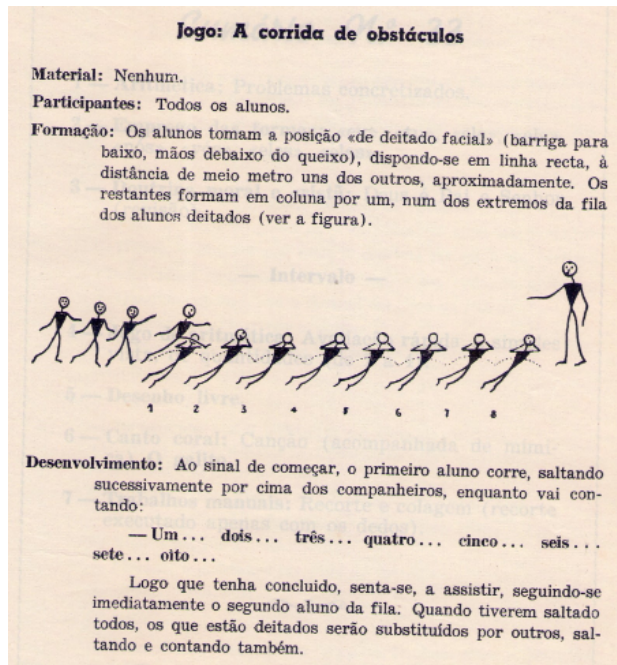 Jogo: A corrida de obstáculos
Material: Nenhum.
Participantes: Todos os alunos.
Formação: Os alunos tomam a posição «de deitado facial» (barriga para
baixo, mãos debaixo do queixo), dispondo-se em linha recta, à
distância de meio metro uns dos outros, aproximadamente. Os
restantes formam em coluna por um, num dos extremos da fila
dos alunos deitados (ver a figura).
— Intervalo —
1 2 3 4 5 6 7 8
5 — Desenho livre.
Desenvolvimento: Ao sinal de começar, o primeiro aluno corre, saltando
sucessivamente por cima dos companheiros, enquanto vai con-
tando:
— Um... dois... três... quatro... cinco... seis...
sete... oito...
Logo que tenha concluído, senta-se, a assistir, seguindo-se
imediatamente o segundo aluno da fila. Quando tiverem saltado
todos, os que estão deitados serão substituídos por outros, sal-
tando e contando também.